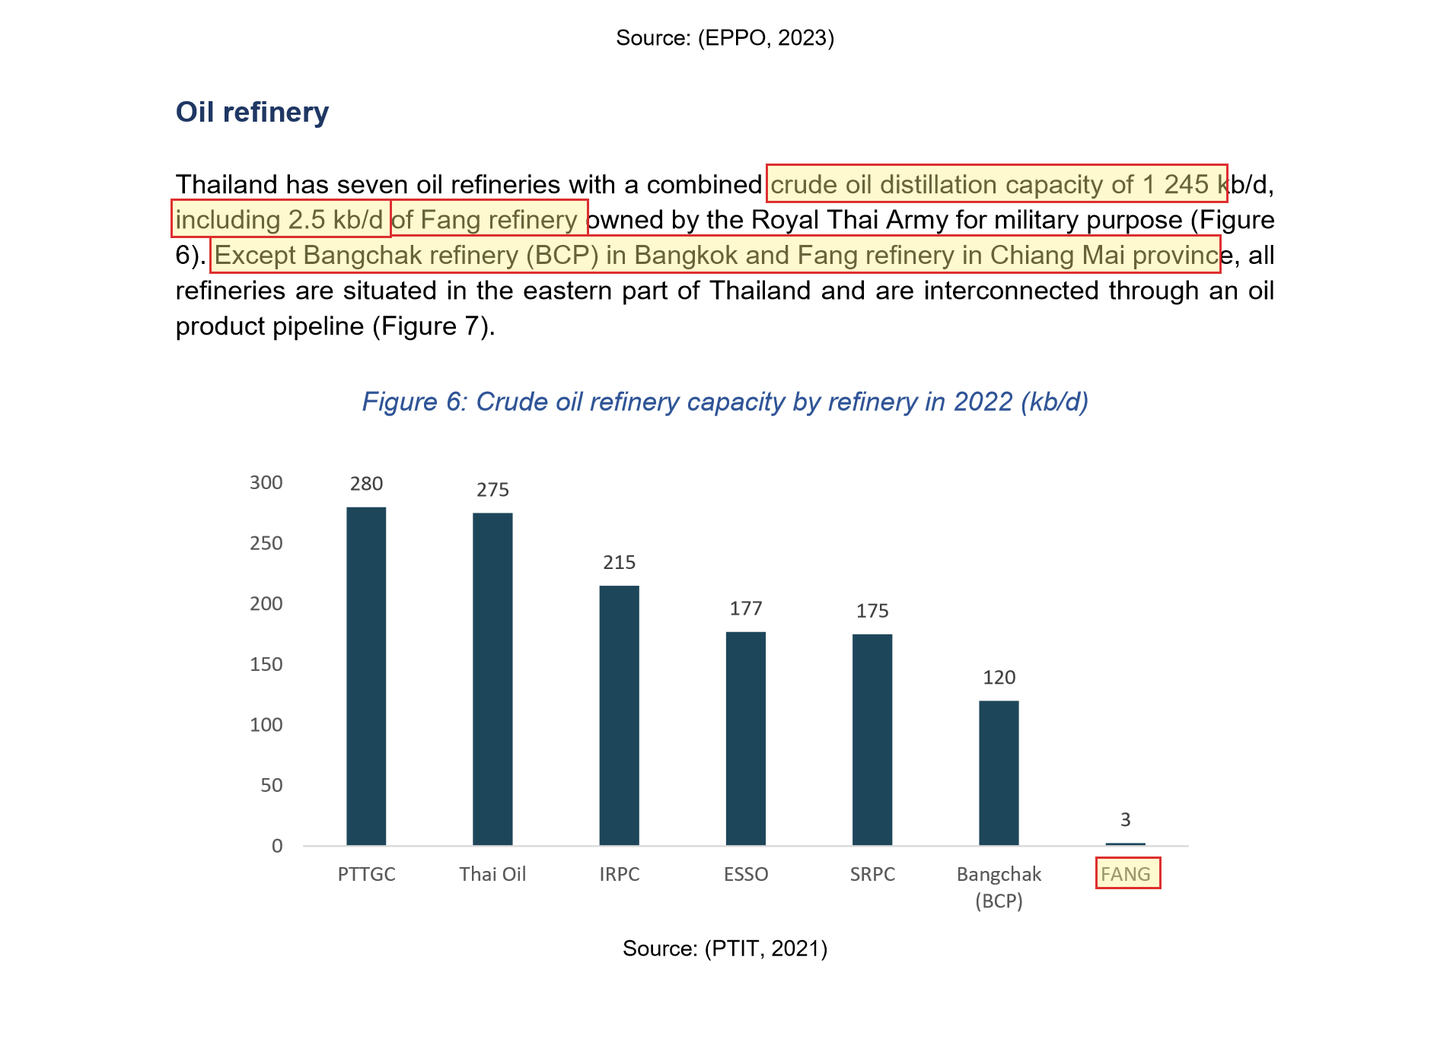 Source: (EPPO, 2023)
Oil refinery
Thailand has seven oil refineries with a combined crude oil distillation capacity of 1 245 kb/d,
including 2.5 kb/d of Fang refinery owned by the Royal Thai Army for military purpose (Figure
6). Except Bangchak refinery (BCP) in Bangkok and Fang refinery in Chiang Mai province, all
refineries are situated in the eastern part of Thailand and are interconnected through an oil
product pipeline (Figure 7).
Figure 6: Crude oil refinery capacity by refinery in 2022 (kb/d)
300
250
200
150
100
50
0
280
275
215
177
175
120
3
PTTGC
Thai Oil
IRPC
ESSO
SRPC
Bangchak
(BCP)
FANG
Source: (PTIT, 2021)